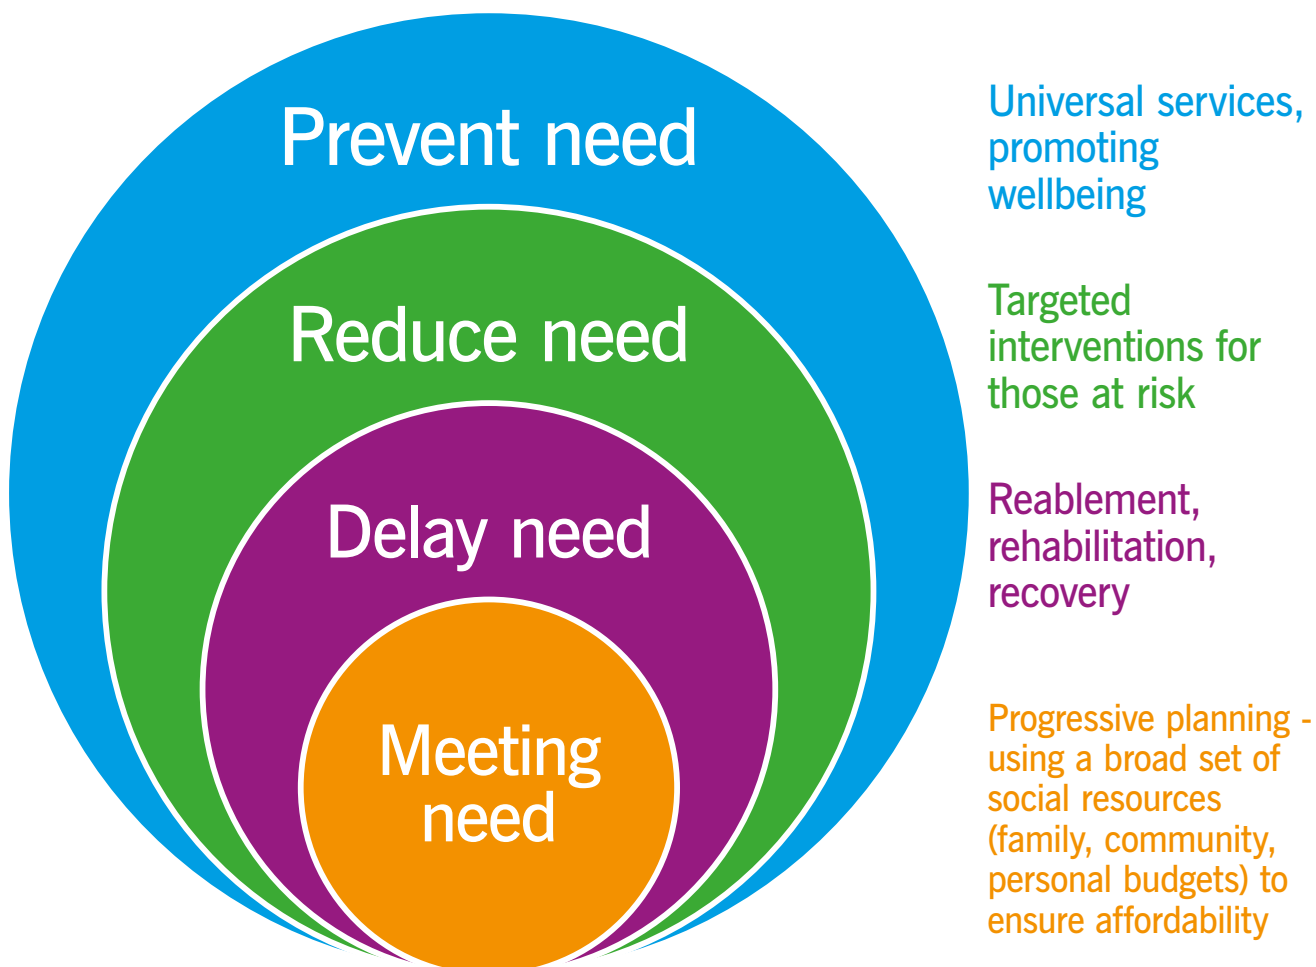 Prevent need
Universal services,
promoting
wellbeing
Reduce need
Targeted
interventions for
those at risk
Delay need
Reablement,
rehabilitation,
recovery
Meeting
need
Progressive planning -
using a broad set of
social resources
(family, community,
personal budgets) to
ensure affordability